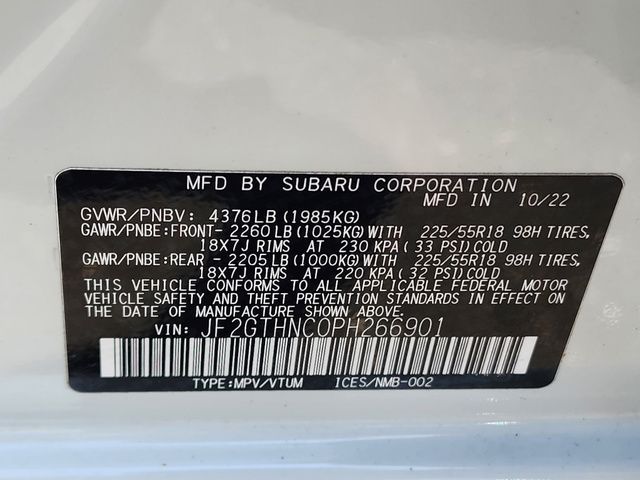 MFD BY SUBARU CORPORATION
MFD IN 10/22
GVWR/PNBV: 4376LB(1985KG)
GAWR/PNBE:FRONT- 2260LB(1025KG)WITH 225/55R18 98H TIRES,
18X7J RIMS AT 230 KPA(33 PSI)COLD
GAWR/PNBE:REAR - 2205LB(1000KG)WITH 225/55R18 98H TIRES,
18X7J RIMS AT 220 KPA(32 PSI)COLD
THIS VEHICLE CONFORMS TO ALL APPLICABLE FEDERAL MOTOR
VEHICLE SAFETY AND THEFT PREVENTION STANDARDS IN EFFECT ON
THE DATE OF MANUFACTURE SHOWN ABOVE.
VIN: JF2GTHNC0PH266901
TYPE:MPV/VTUM ICES/NMB-002